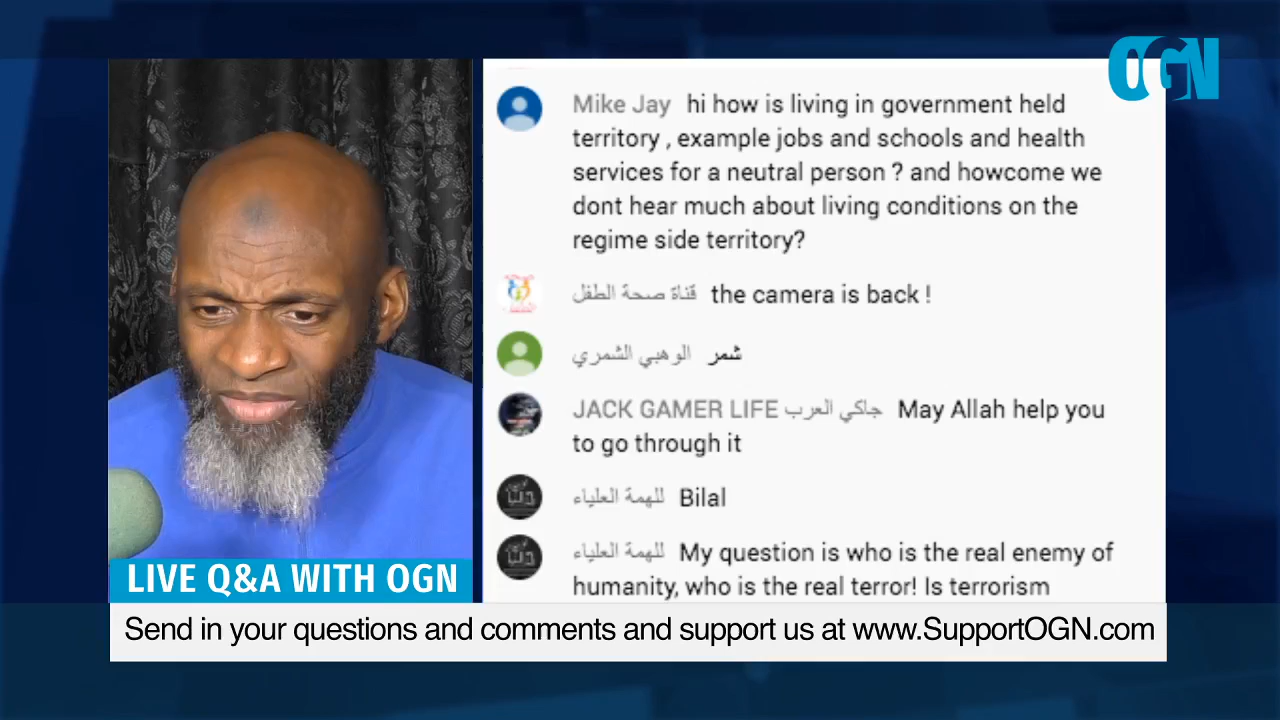 OGN
Mike Jay hi how is living in government held
territory , example jobs and schools and health
services for a neutral person ? and howcome we
dont hear much about living conditions on the
regime side territory?
قناة صحة الطفل the camera is back !
الوهبي الشمري شمر
JACK GAMER LIFE جاكي العرب May Allah help you
to go through it
للهمة العلياء Bilal
للهمة العلياء My question is who is the real enemy of
humanity, who is the real terror! Is terrorism
LIVE Q&A WITH OGN
Send in your questions and comments and support us at www.SupportOGN.com